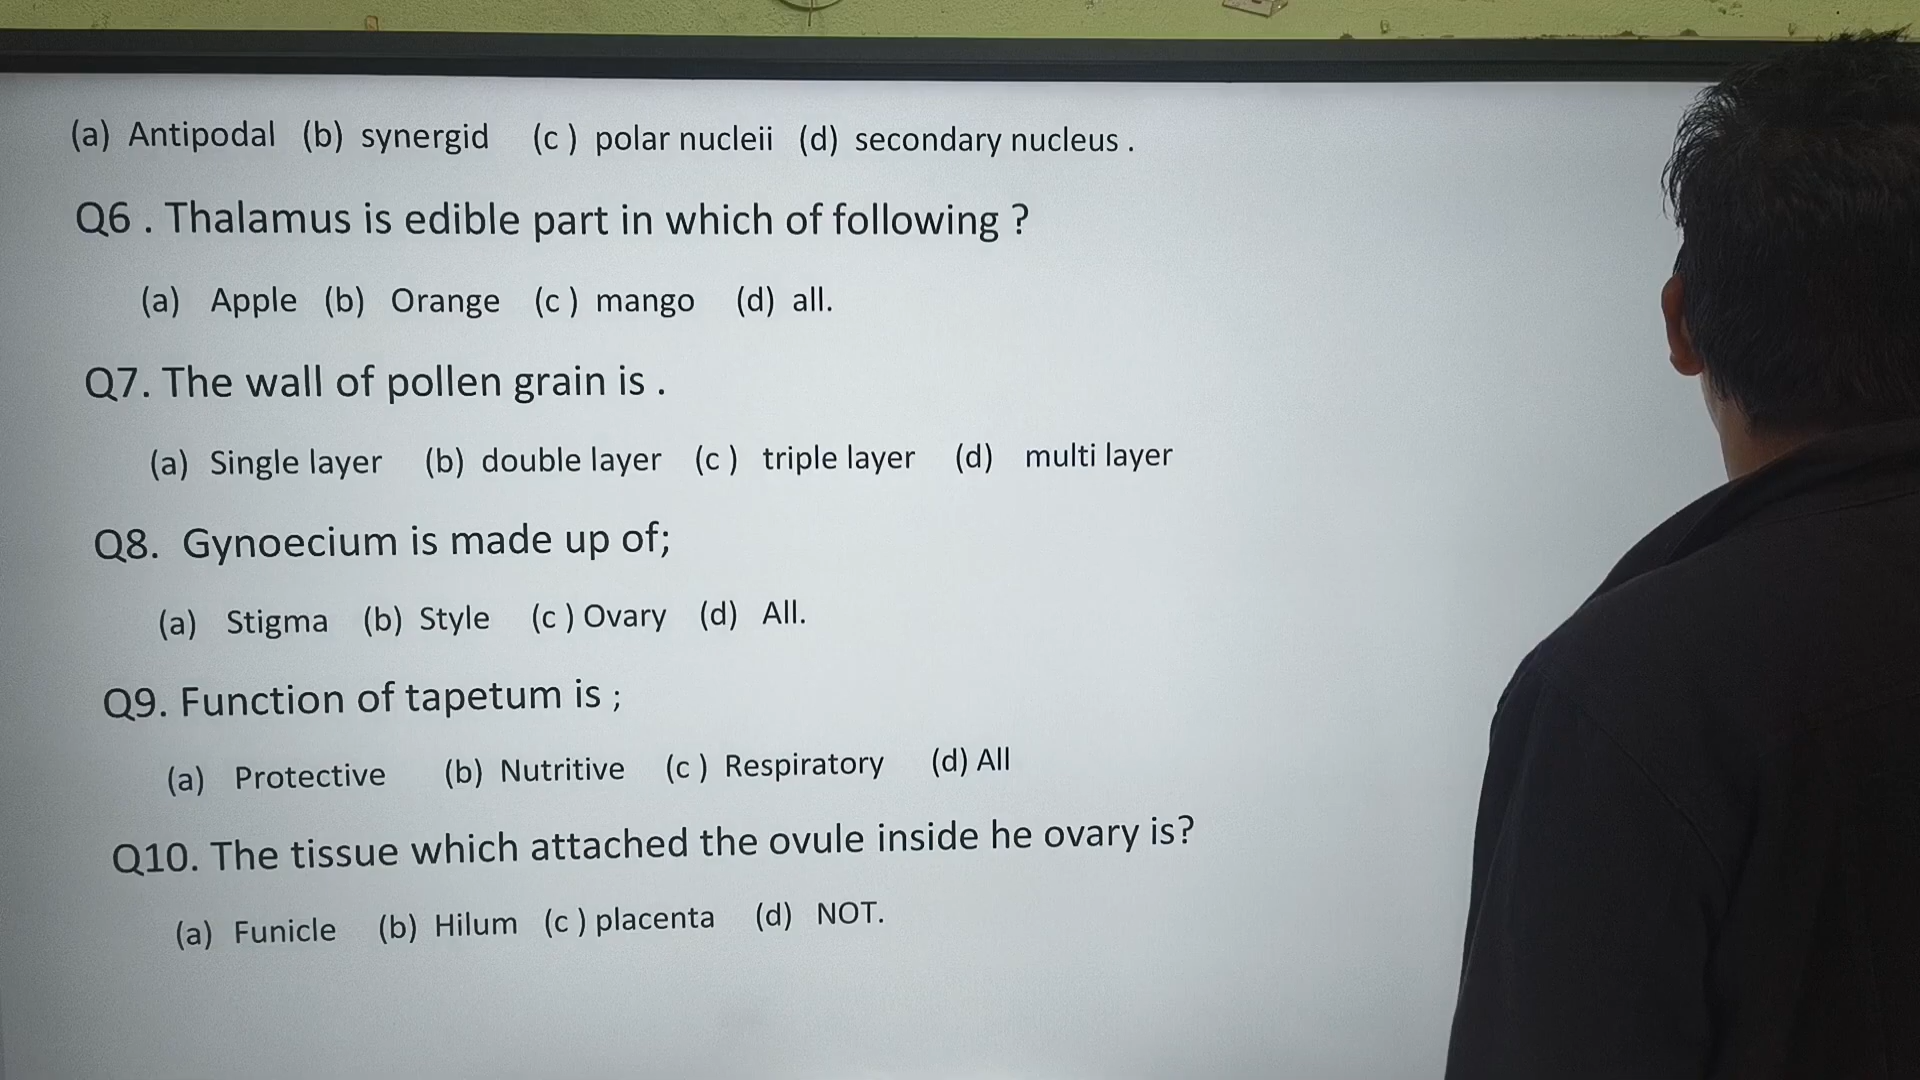 (a) Antipodal (b) synergid (c ) polar nucleii (d) secondary nucleus .
Q6 . Thalamus is edible part in which of following ?
(a) Apple (b) Orange (c ) mango (d) all.
Q7. The wall of pollen grain is .
(a) Single layer (b) double layer (c ) triple layer (d) multi layer
Q8. Gynoecium is made up of;
(a) Stigma (b) Style (c ) Ovary (d) All.
Q9. Function of tapetum is ;
(a) Protective (b) Nutritive (c ) Respiratory (d) All
Q10. The tissue which attached the ovule inside he ovary is?
(a) Funicle (b) Hilum (c ) placenta (d) NOT.